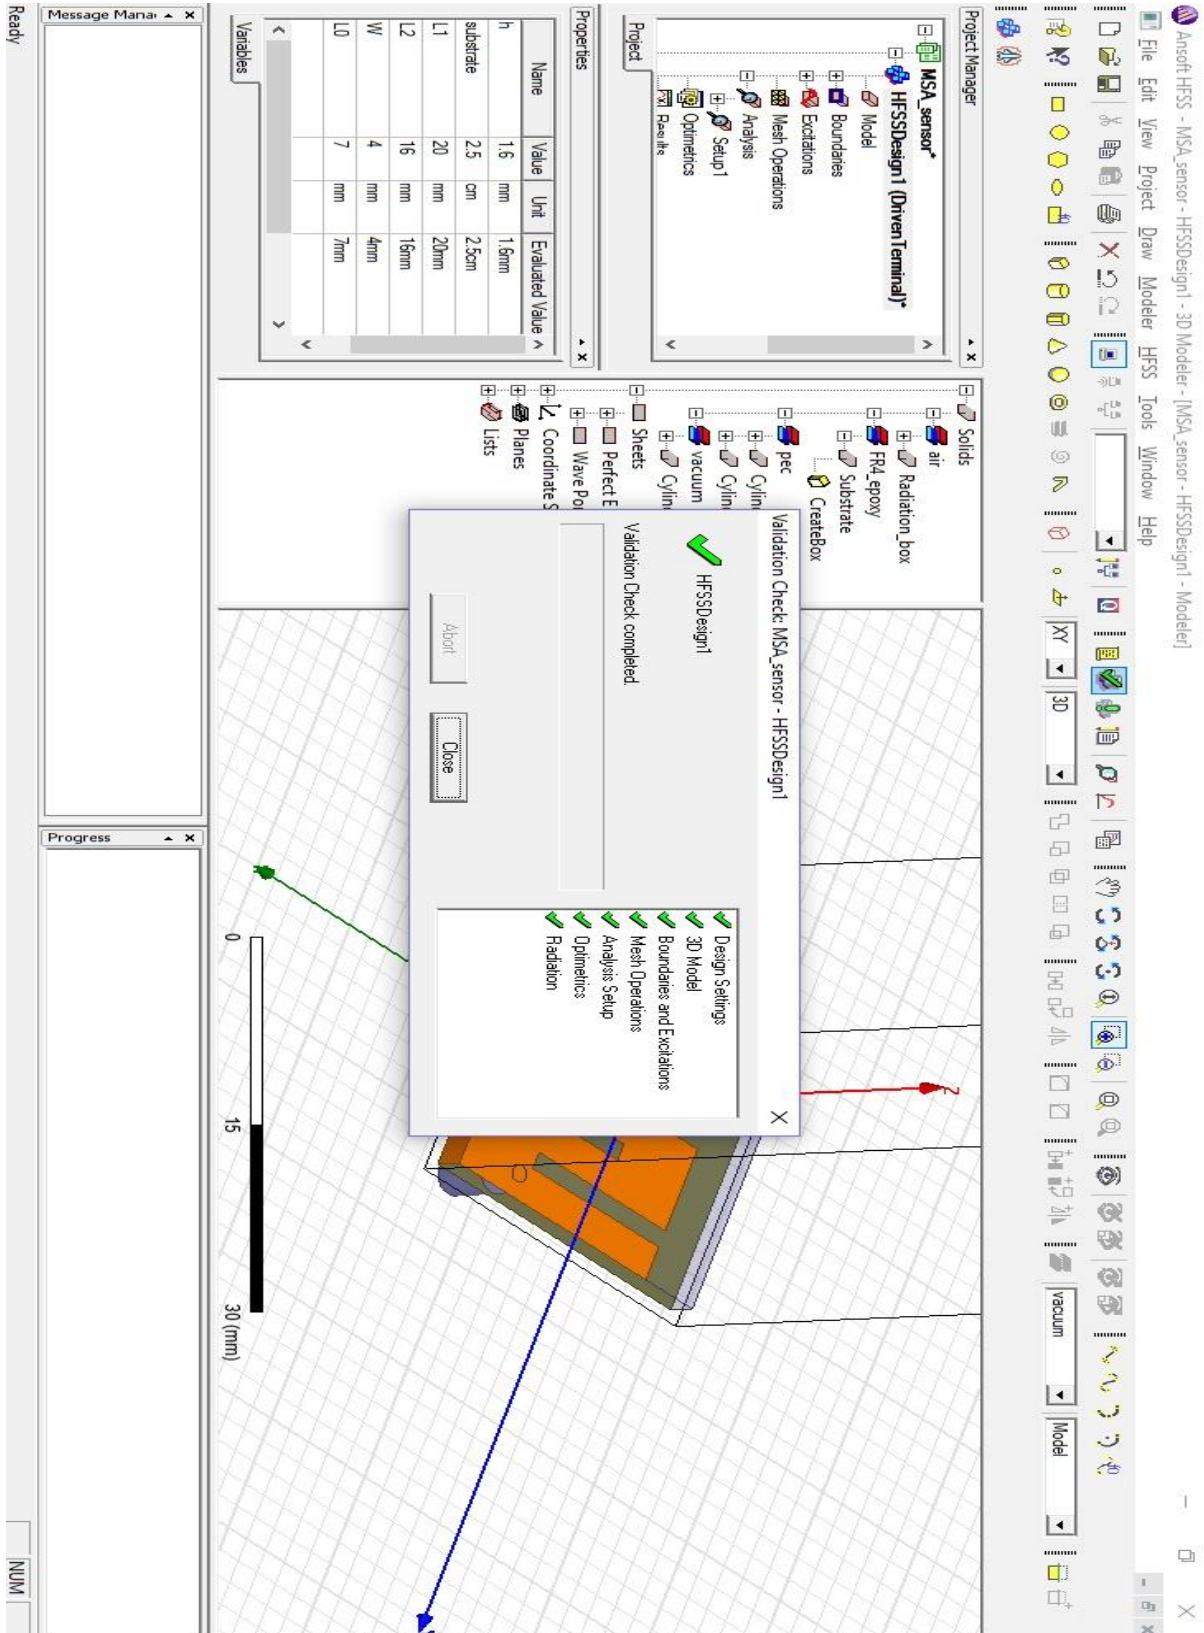 Ansoft HFSS - MSA_sensor - HFSSDesign1 - 3D Modeler - [MSA_sensor - HFSSDesign1 - Modeler]
File Edit View Project Draw Modeler HFSS Tools Window Help
XY
3D
vacuum
Model
Project Manager
MSA_sensor*
HFSSDesign1 (DrivenTerminal)*
Model
Boundaries
Excitations
Mesh Operations
Analysis
Setup1
Optimetrics
Results
Project
Properties
Name Value Unit Evaluated Value
h 1.6 mm 1.6mm
substrate 2.5 cm 2.5cm
L1 20 mm 20mm
L2 16 mm 16mm
W 4 mm 4mm
L0 7 mm 7mm
Variables
Solids
air
Radiation_box
FR4_epoxy
Substrate
CreateBox
pec
Cylin
Cylin
vacuum
Cylin
Sheets
Perfect E
Wave Po
Coordinate S
Planes
Lists
Validation Check: MSA_sensor - HFSSDesign1
HFSSDesign1
Validation Check completed.
Abort
Close
Design Settings
3D Model
Boundaries and Excitations
Mesh Operations
Analysis Setup
Optimetrics
Radiation
0 15 30 (mm)
Message Mana
Progress
Ready
NUM